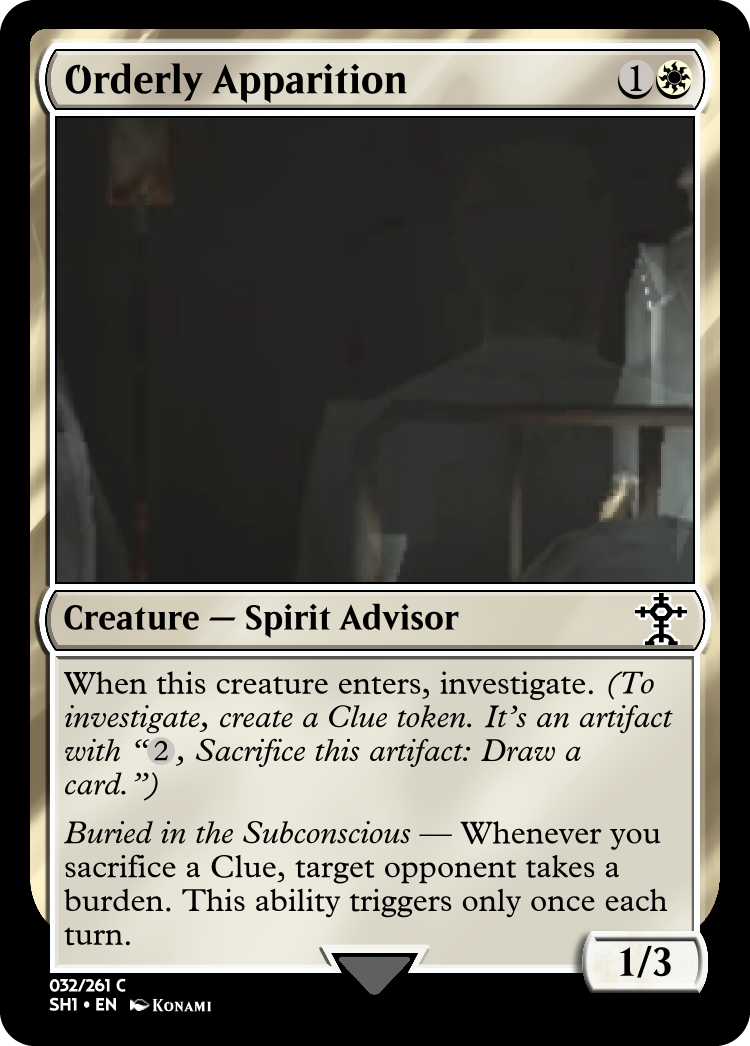 Orderly Apparition 1
Creature — Spirit Advisor
When this creature enters, investigate. (To
investigate, create a Clue token. It's an artifact
with “2, Sacrifice this artifact: Draw a
card.”)
Buried in the Subconscious — Whenever you
sacrifice a Clue, target opponent takes a
burden. This ability triggers only once each
turn.
1/3
032/261 C
SH1 • EN KONAMI